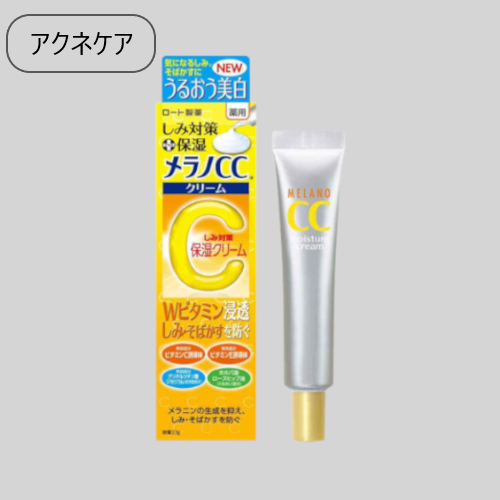 アクネケア
気になるしみ、
そばかすに
NEW
うるおう美白
ロート製薬
薬用
しみ対策
+保湿
メラノCC
クリーム
しみ対策
保湿クリーム
Wビタミン浸透
しみ・そばかすを防ぐ
ビタミンC誘導体
ビタミンE誘導体
メラニンの生成を抑え、
しみ・そばかすを防ぐ
MELANO
CC
moisture
cream